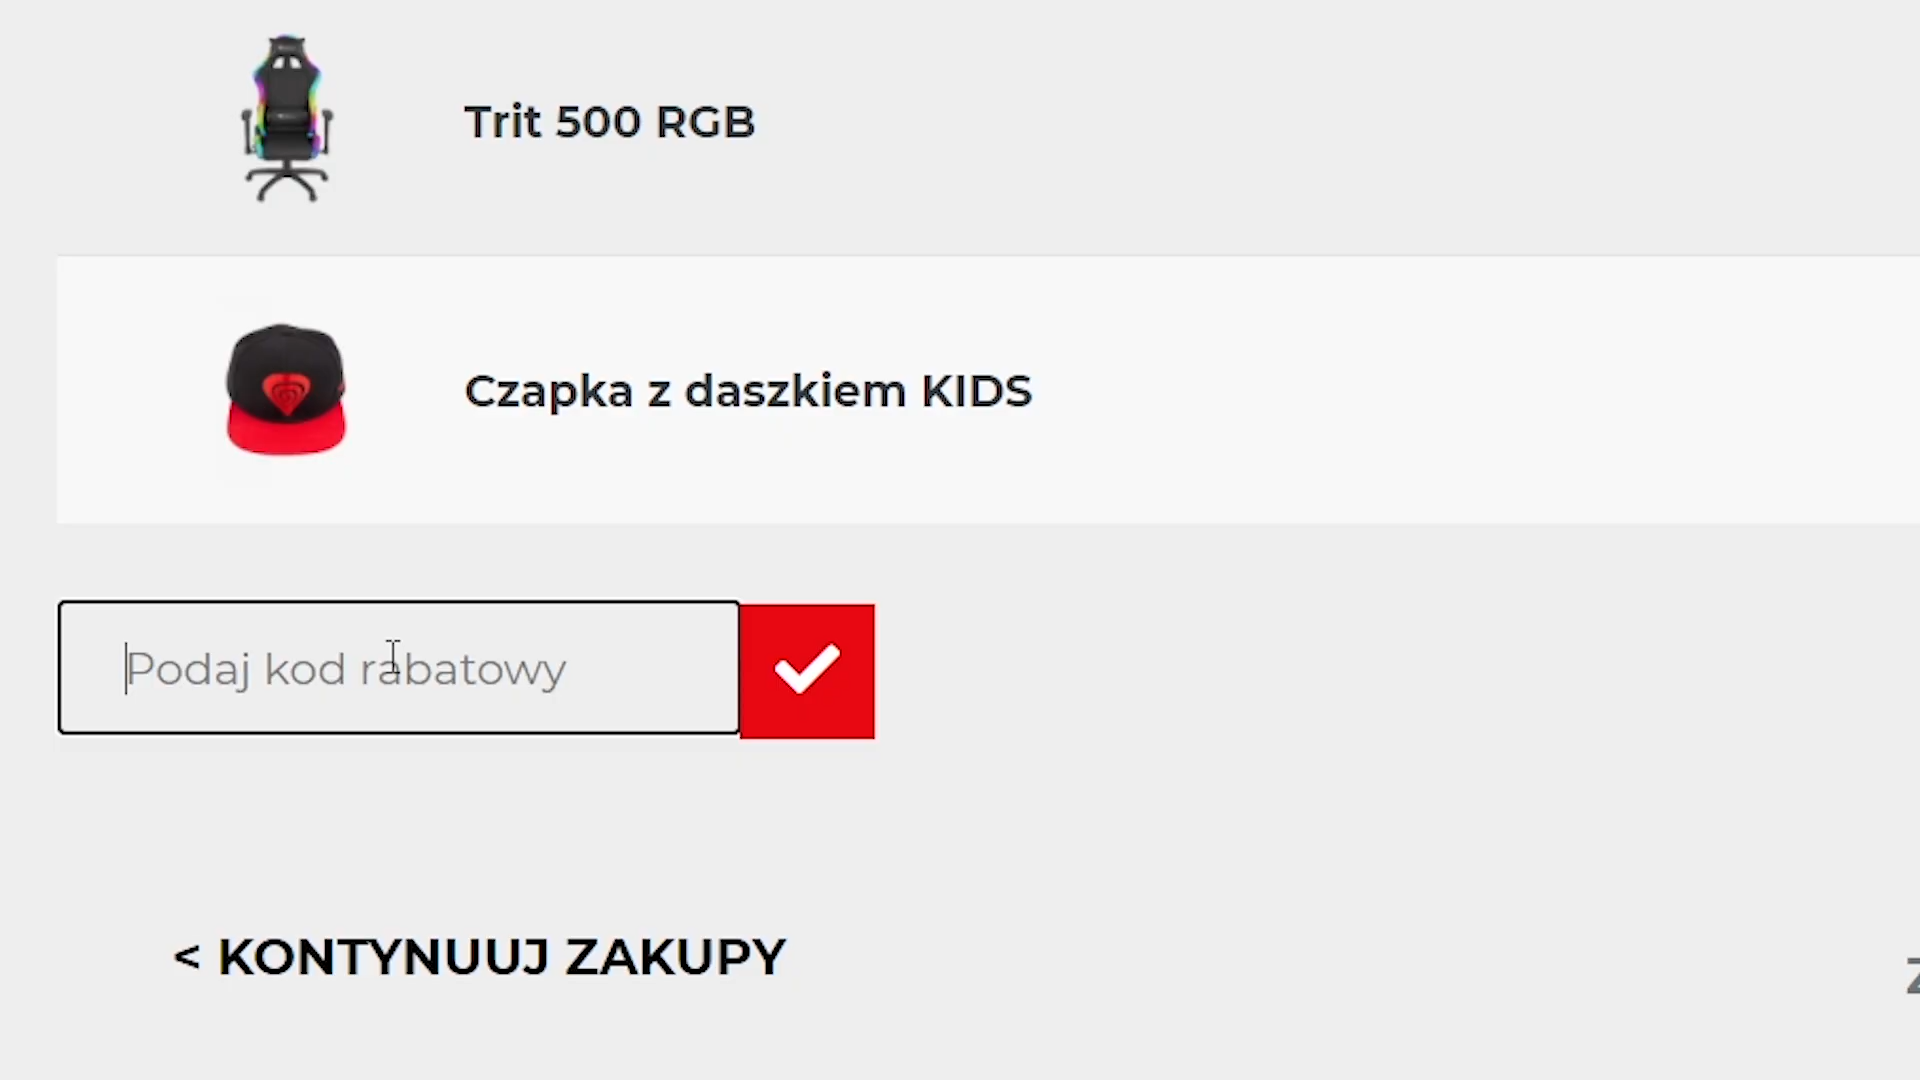 Trit 500 RGB
Czapka z daszkiem KIDS
Podaj kod rabatowy
< KONTYNUUJ ZAKUPY